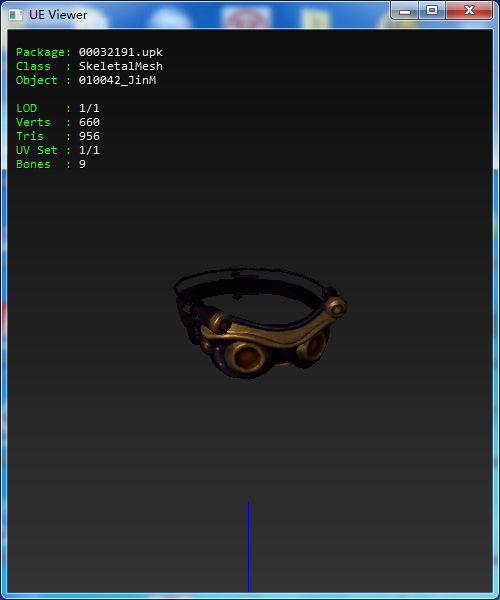 UE Viewer
Package: 00032191.upk
Class : SkeletalMesh
Object : 010042_JinM
LOD : 1/1
Verts : 660
Tris : 956
UV Set : 1/1
Bones : 9